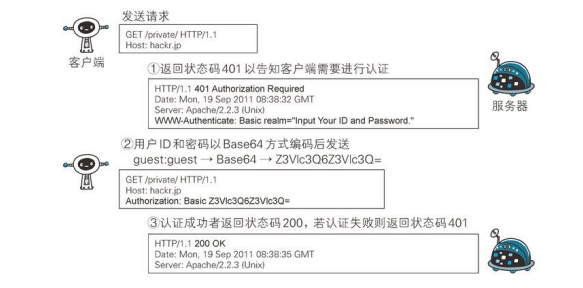 发送请求
GET /private/ HTTP/1.1
Host: hackr.jp
客户端
①返回状态码401以告知客户端需要进行认证
HTTP/1.1 401 Authorization Required
Date: Mon, 19 Sep 2011 08:38:32 GMT
Server: Apache/2.2.3 (Unix)
WWW-Authenticate: Basic realm="Input Your ID and Password."
服务器
②用户ID和密码以Base64方式编码后发送
guest:guest → Base64 → Z3Vlc3Q6Z3Vlc3Q=
GET /private/ HTTP/1.1
Host: hackr.jp
Authorization: Basic Z3Vlc3Q6Z3Vlc3Q=
③认证成功者返回状态码200，若认证失败则返回状态码401
HTTP/1.1 200 OK
Date: Mon, 19 Sep 2011 08:38:35 GMT
Server: Apache/2.2.3 (Unix)